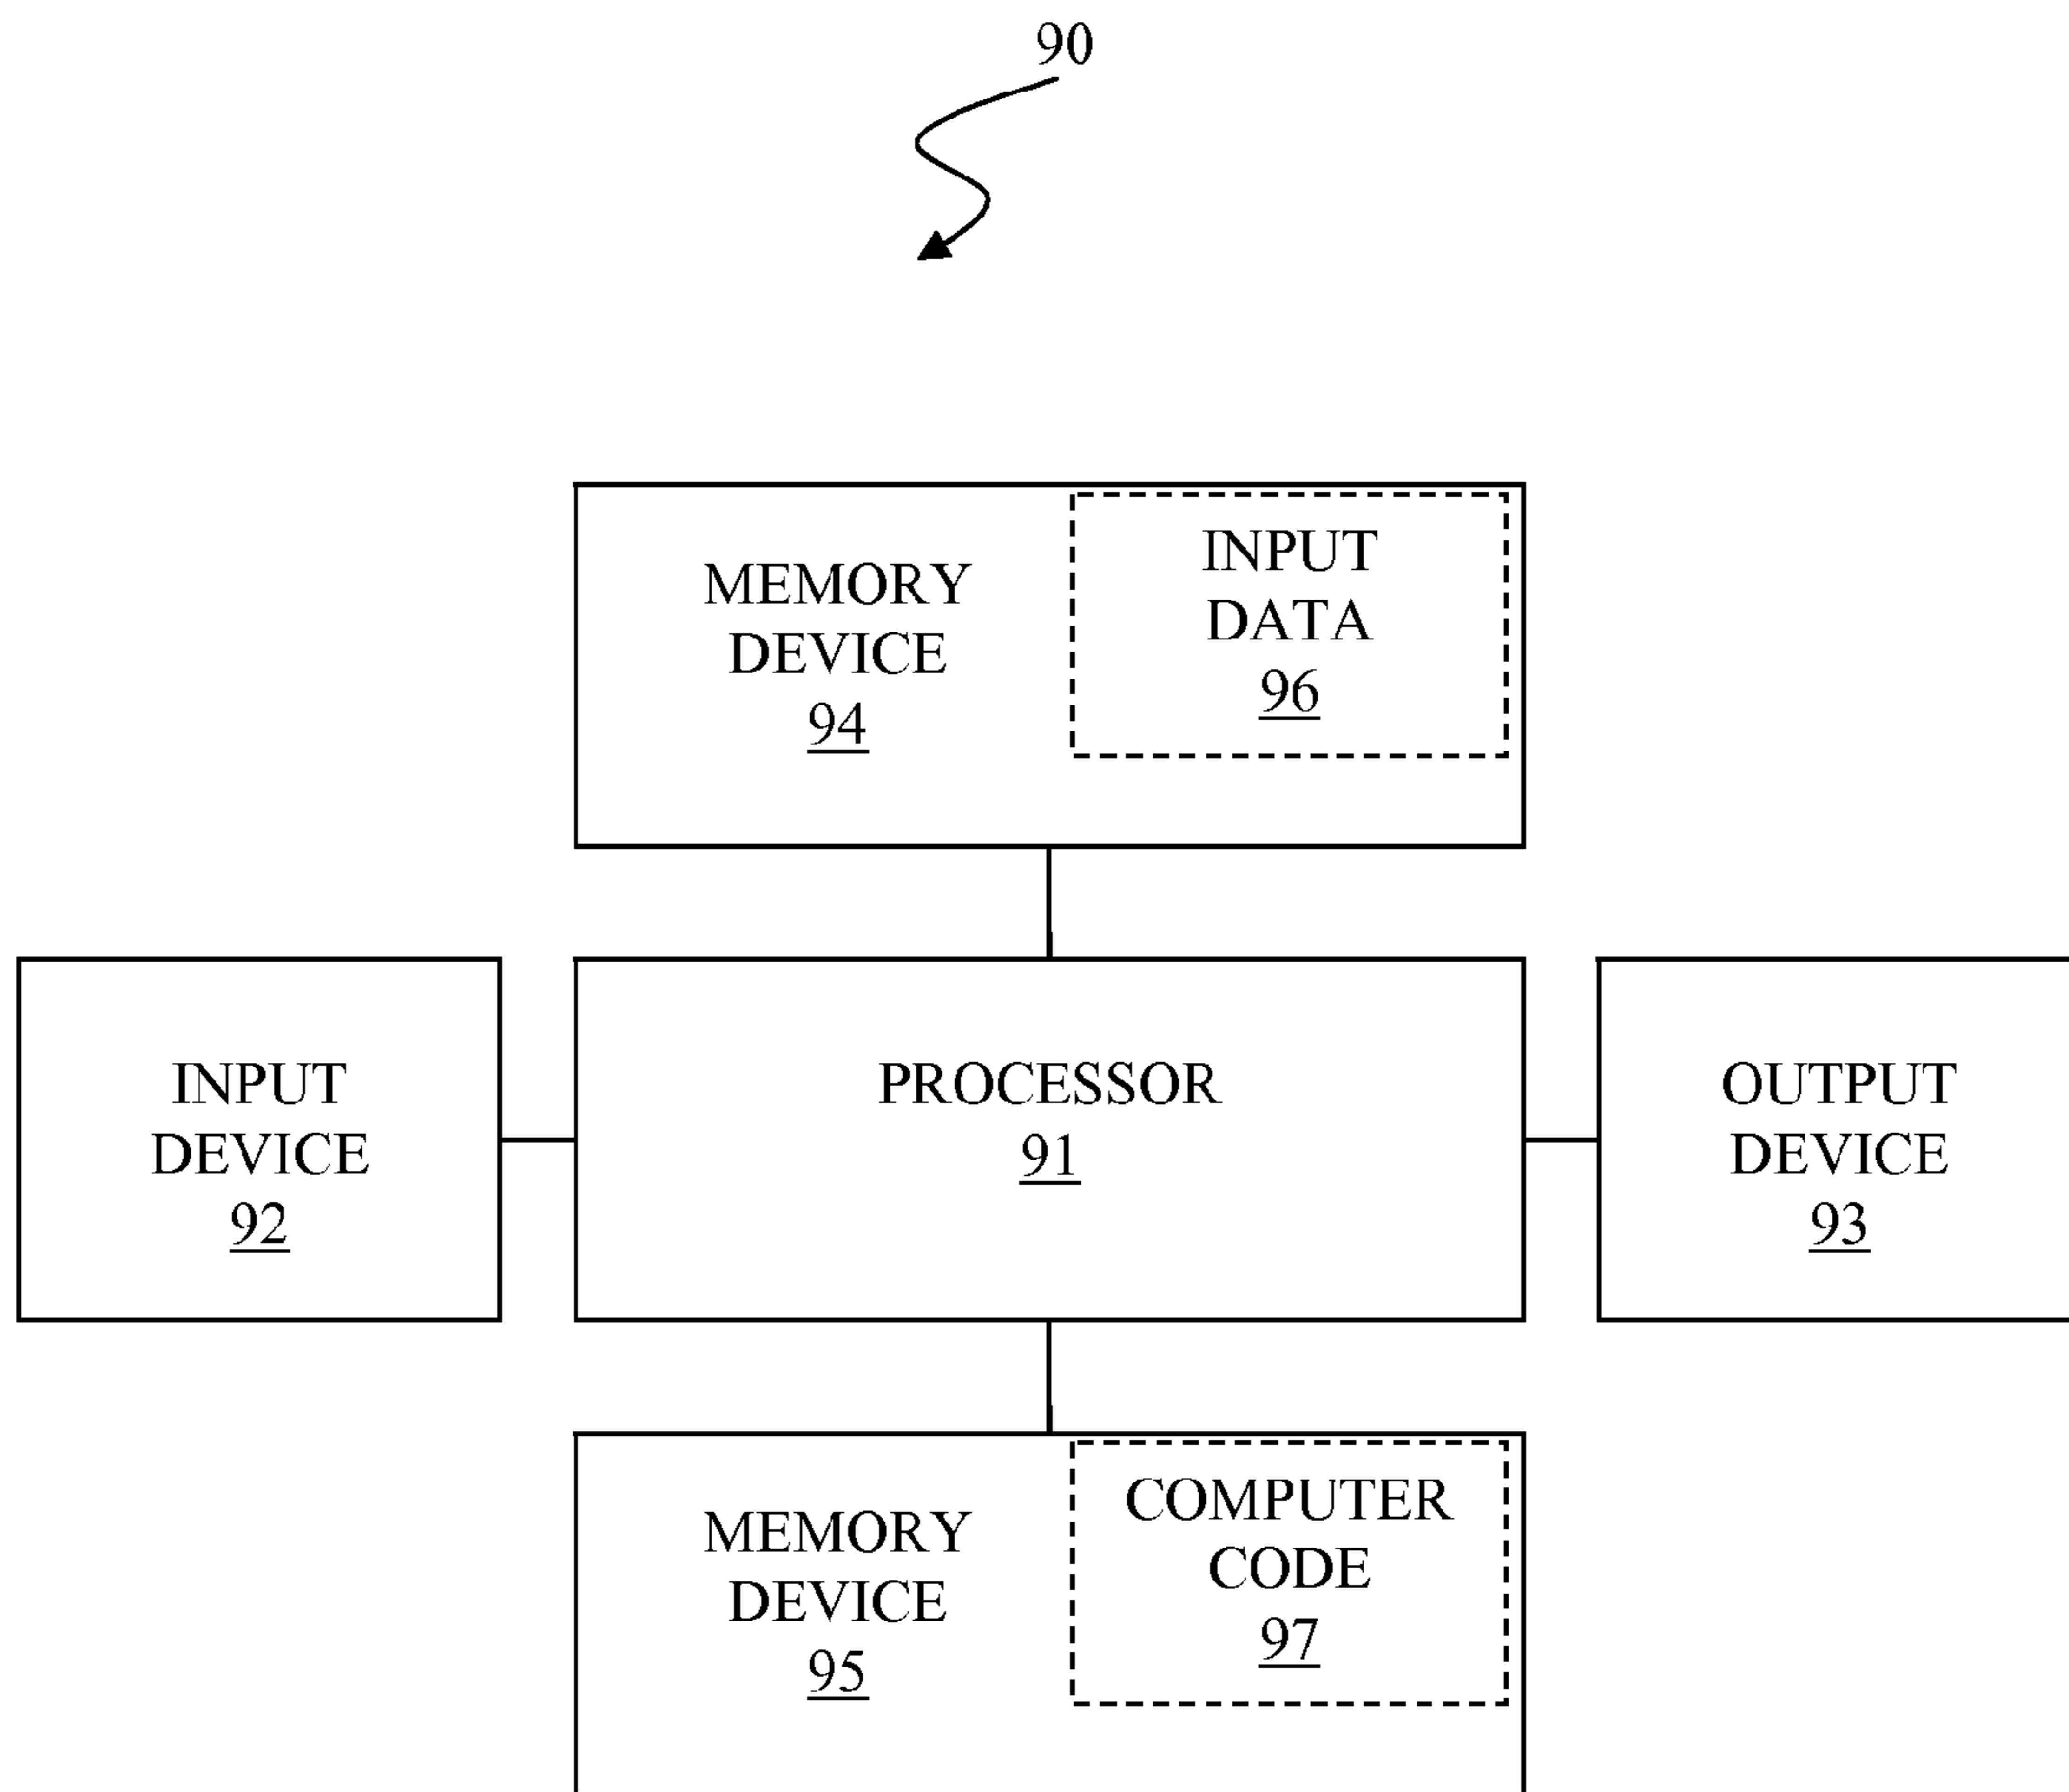 90
MEMORY
DEVICE
94
INPUT
DATA
96
INPUT
DEVICE
92
PROCESSOR
91
OUTPUT
DEVICE
93
MEMORY
DEVICE
95
COMPUTER
CODE
97